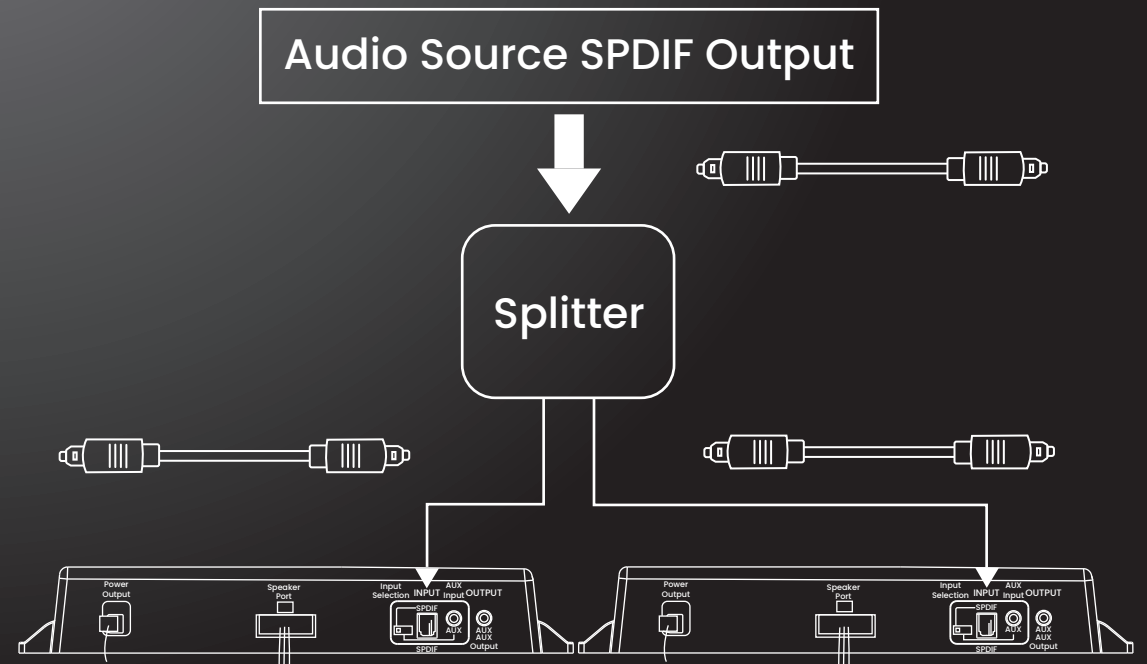 Audio Source SPDIF Output
Splitter
Power
Output
Speaker
Port
Input
Selection
INPUT
AUX
Input
OUTPUT
SPDIF
AUX
AUX
AUX
Output
SPDIF
Power
Output
Speaker
Port
Input
Selection
INPUT
AUX
Input
OUTPUT
SPDIF
AUX
AUX
AUX
Output
SPDIF